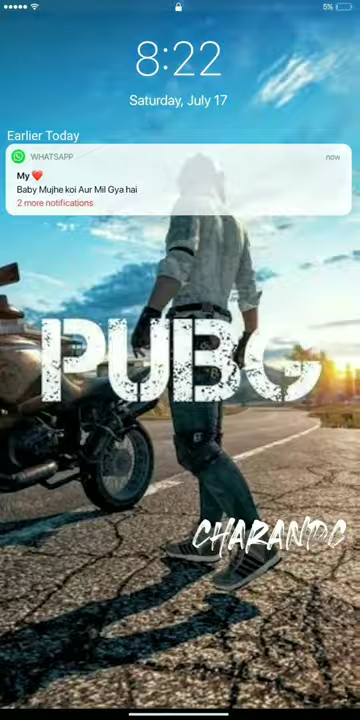 5%
8:22
Saturday, July 17
Earlier Today
WHATSAPP now
My ❤️
Baby Mujhe koi Aur Mil Gya hai
2 more notifications
PUBG
CHARANDC